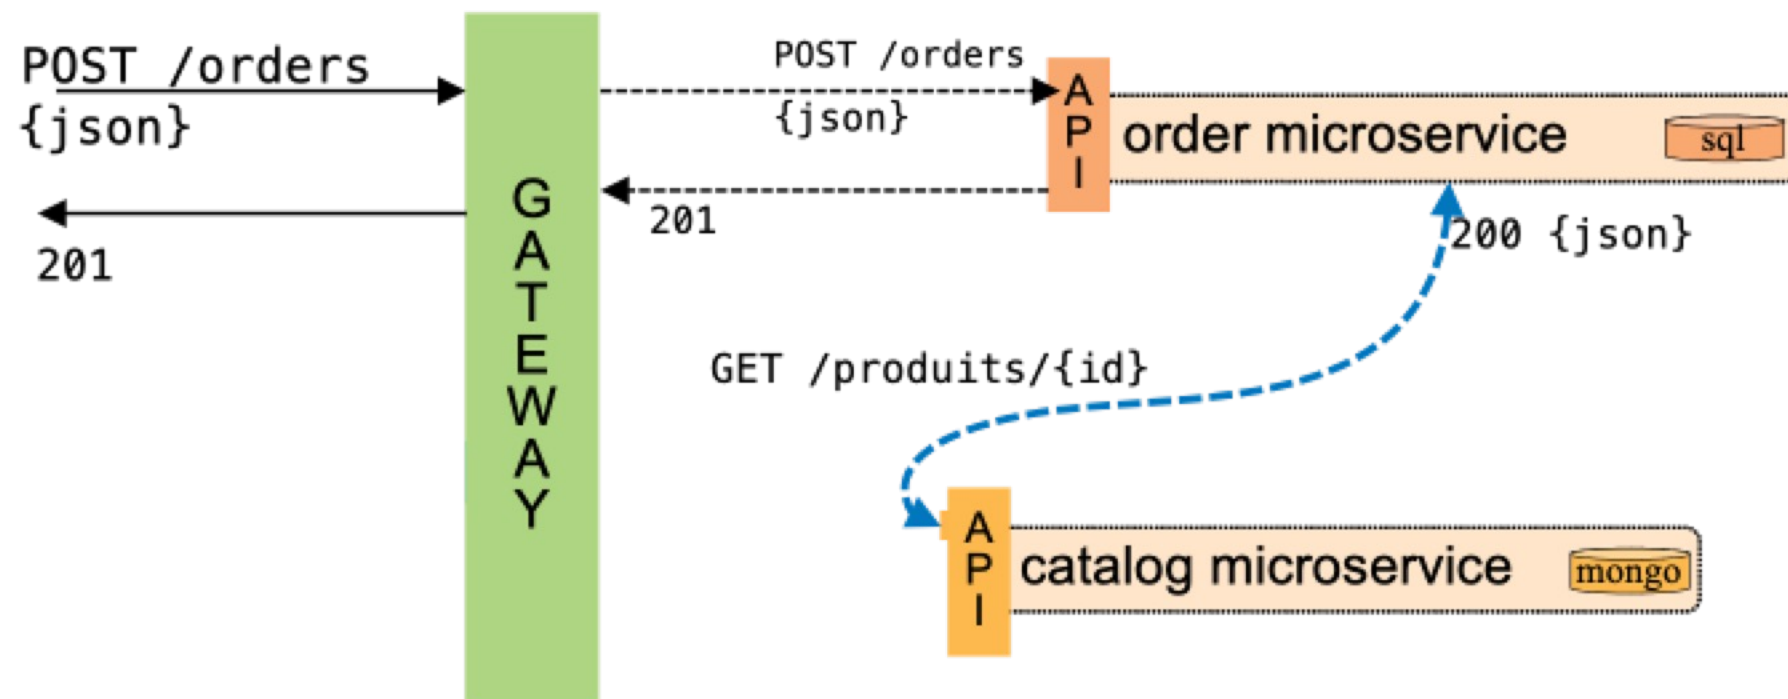 POST /orders
{json}
201
GATEWAY
POST /orders
{json}
201
API
order microservice
sql
200 {json}
GET /produits/{id}
API
catalog microservice
mongo